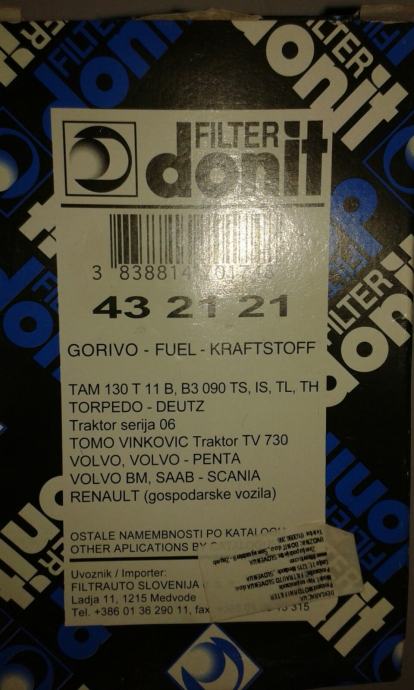 FILTER
donit
3 838814
43 21 21
GORIVO - FUEL - KRAFTSTOFF
TAM 130 T 11 B, B3 090 TS, IS, TL, TH
TORPEDO - DEUTZ
Traktor serija 06
TOMO VINKOVIC Traktor TV 730
VOLVO, VOLVO - PENTA
VOLVO BM, SAAB - SCANIA
RENAULT (gospodarske vozila)
OSTALE NAMEMBNOSTI PO
OTHER APLICATIONS BY
Uvoznik / Importer:
FILTRAUTO SLOVENIJA
Ladja 11, 1215 Medvode
Tel. +386 01 36 290 11, fax